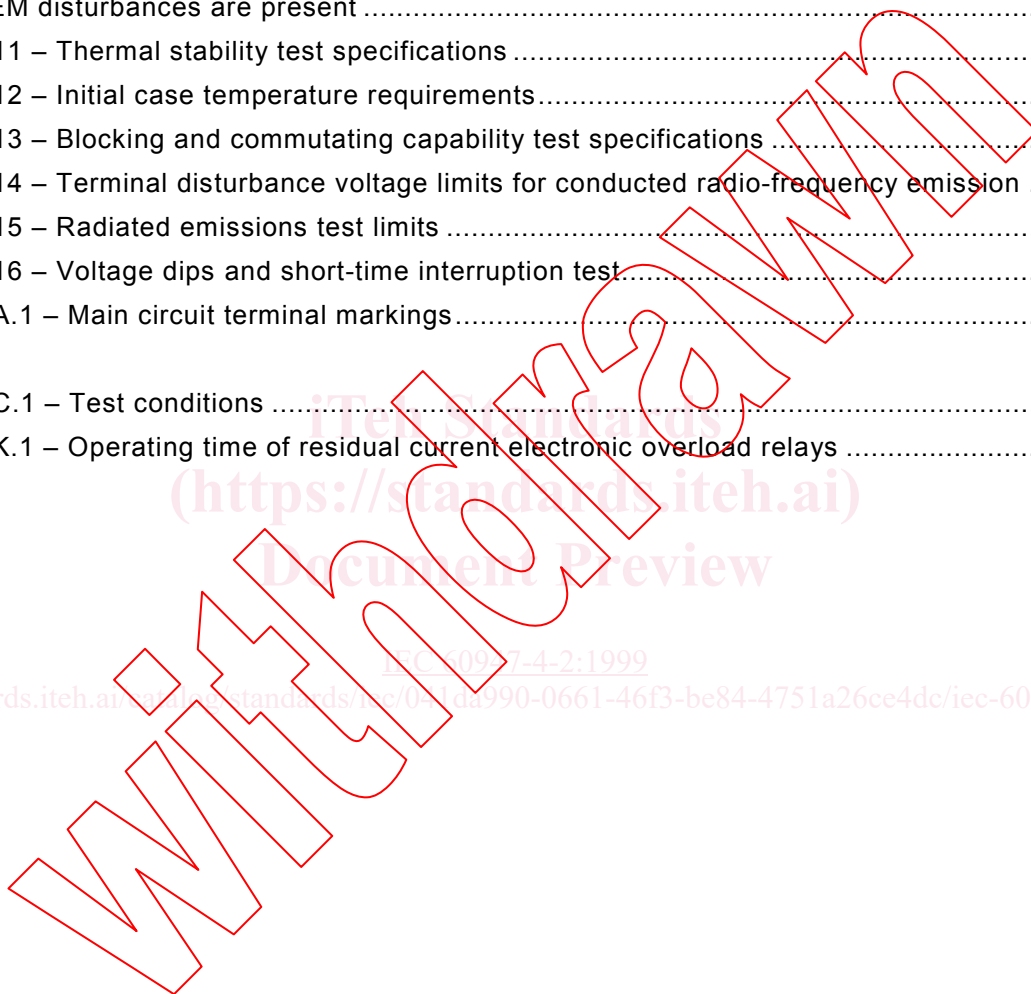 EM disturbances are present
11 – Thermal stability test specifications
12 – Initial case temperature requirements
13 – Blocking and commutating capability test specifications
14 – Terminal disturbance voltage limits for conducted radio-frequency emission
15 – Radiated emissions test limits
16 – Voltage dips and short-time interruption test
A.1 – Main circuit terminal markings
C.1 – Test conditions
iTeh Standards
K.1 – Operating time of residual current electronic overload relays
(https://standards.iteh.ai)
Document Preview
IEC 60947-4-2:1999
rds.iteh.ai/catalog/standards/iec/041da990-0661-46f3-be84-4751a26ce4dc/iec-60
withdrawn